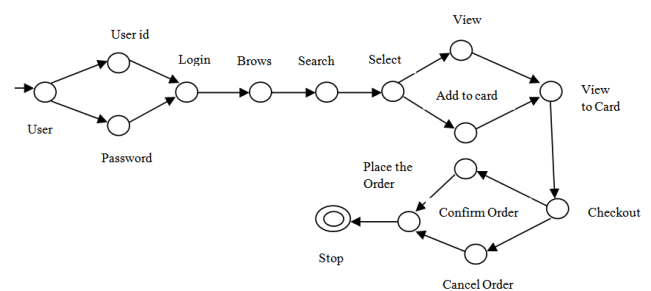 View
User id
Login
Brows
Search
Select
Add to card
View
to Card
User
Password
Place the
Order
Confirm Order
Checkout
Stop
Cancel Order